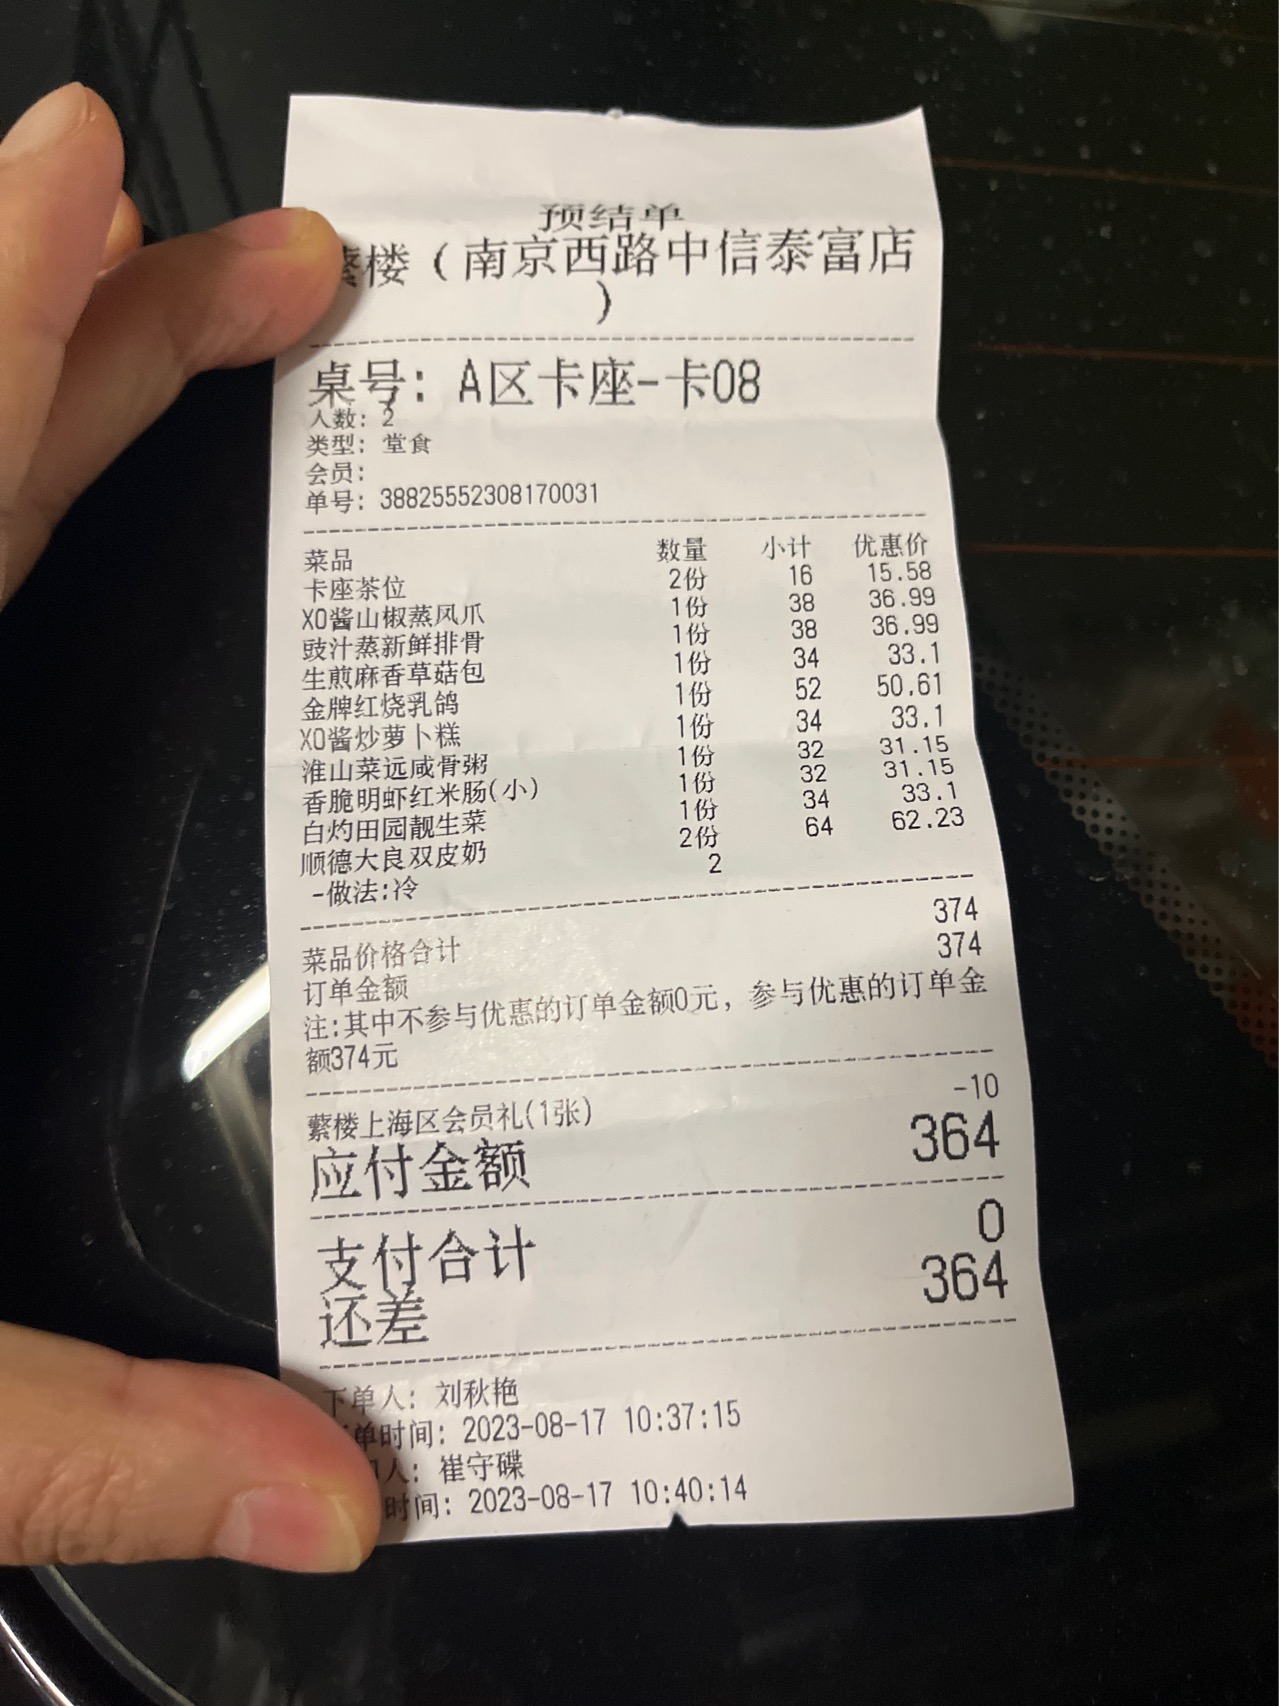 预结单
蘩楼（南京西路中信泰富店
）
桌号：A区卡座-卡08
人数：2
类型：堂食
会员：
单号：38825552308170031
菜品 数量 小计 优惠价
卡座茶位 2份 16 15.58
XO酱山椒蒸风爪 1份 38 36.99
豉汁蒸新鲜排骨 1份 38 36.99
生煎麻香草菇包 1份 34 33.1
金牌红烧乳鸽 1份 52 50.61
XO酱炒萝卜糕 1份 34 33.1
淮山菜远咸骨粥 1份 32 31.15
香脆明虾红米肠(小) 1份 32 31.15
白灼田园靓生菜 1份 34 33.1
顺德大良双皮奶 2份 64 62.23
-做法:冷 2
菜品价格合计 374
订单金额 374
注:其中不参与优惠的订单金额0元，参与优惠的订单金
额374元
蘩楼上海区会员礼(1张) -10
应付金额 364
支付合计 0
还差 364
下单人：刘秋艳
单时间：2023-08-17 10:37:15
人：崔守碟
时间：2023-08-17 10:40:14